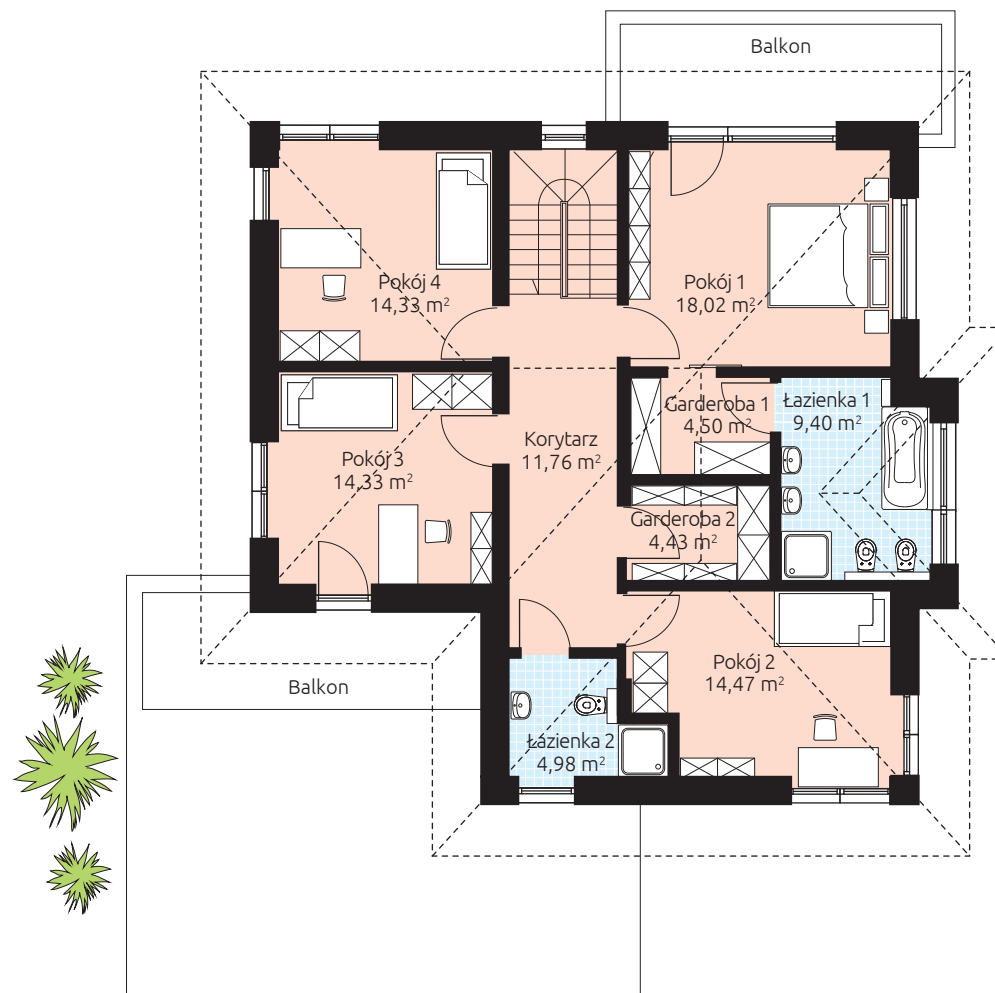 Balkon
Pokój 4
14,33 m²
Pokój 1
18,02 m²
Garderoba 1
4,50 m²
Łazienka 1
9,40 m²
Korytarz
11,76 m²
Pokój 3
14,33 m²
Garderoba 2
4,43 m²
Pokój 2
14,47 m²
Balkon
Łazienka 2
4,98 m²